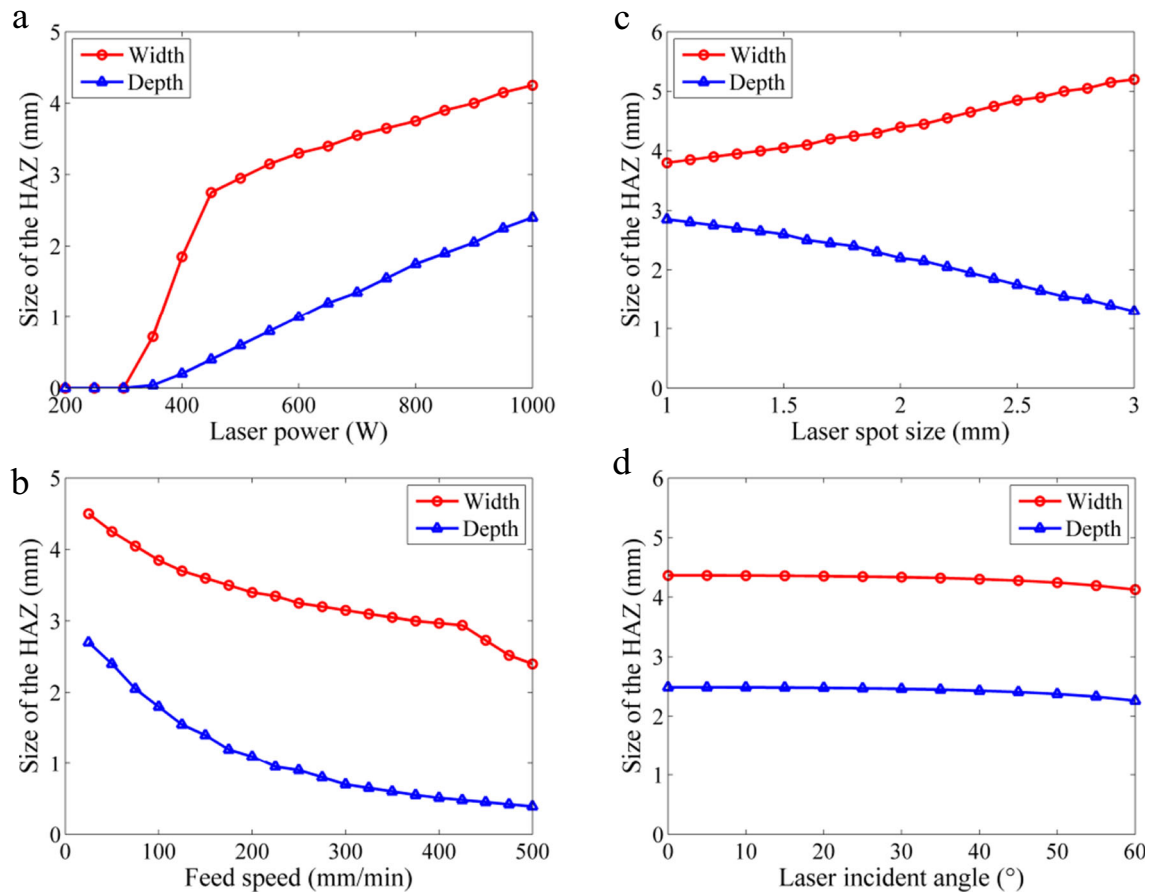 a
5
4
3
2
1
0
Width
Depth
Size of the HAZ (mm)
200 400 600 800 1000
Laser power (W)
c
6
5
4
3
2
1
0
Width
Depth
Size of the HAZ (mm)
1 1.5 2 2.5 3
Laser spot size (mm)
b
5
4
3
2
1
0
Width
Depth
Size of the HAZ (mm)
0 100 200 300 400 500
Feed speed (mm/min)
d
6
5
4
3
2
1
0
Width
Depth
Size of the HAZ (mm)
0 10 20 30 40 50 60
Laser incident angle (°)